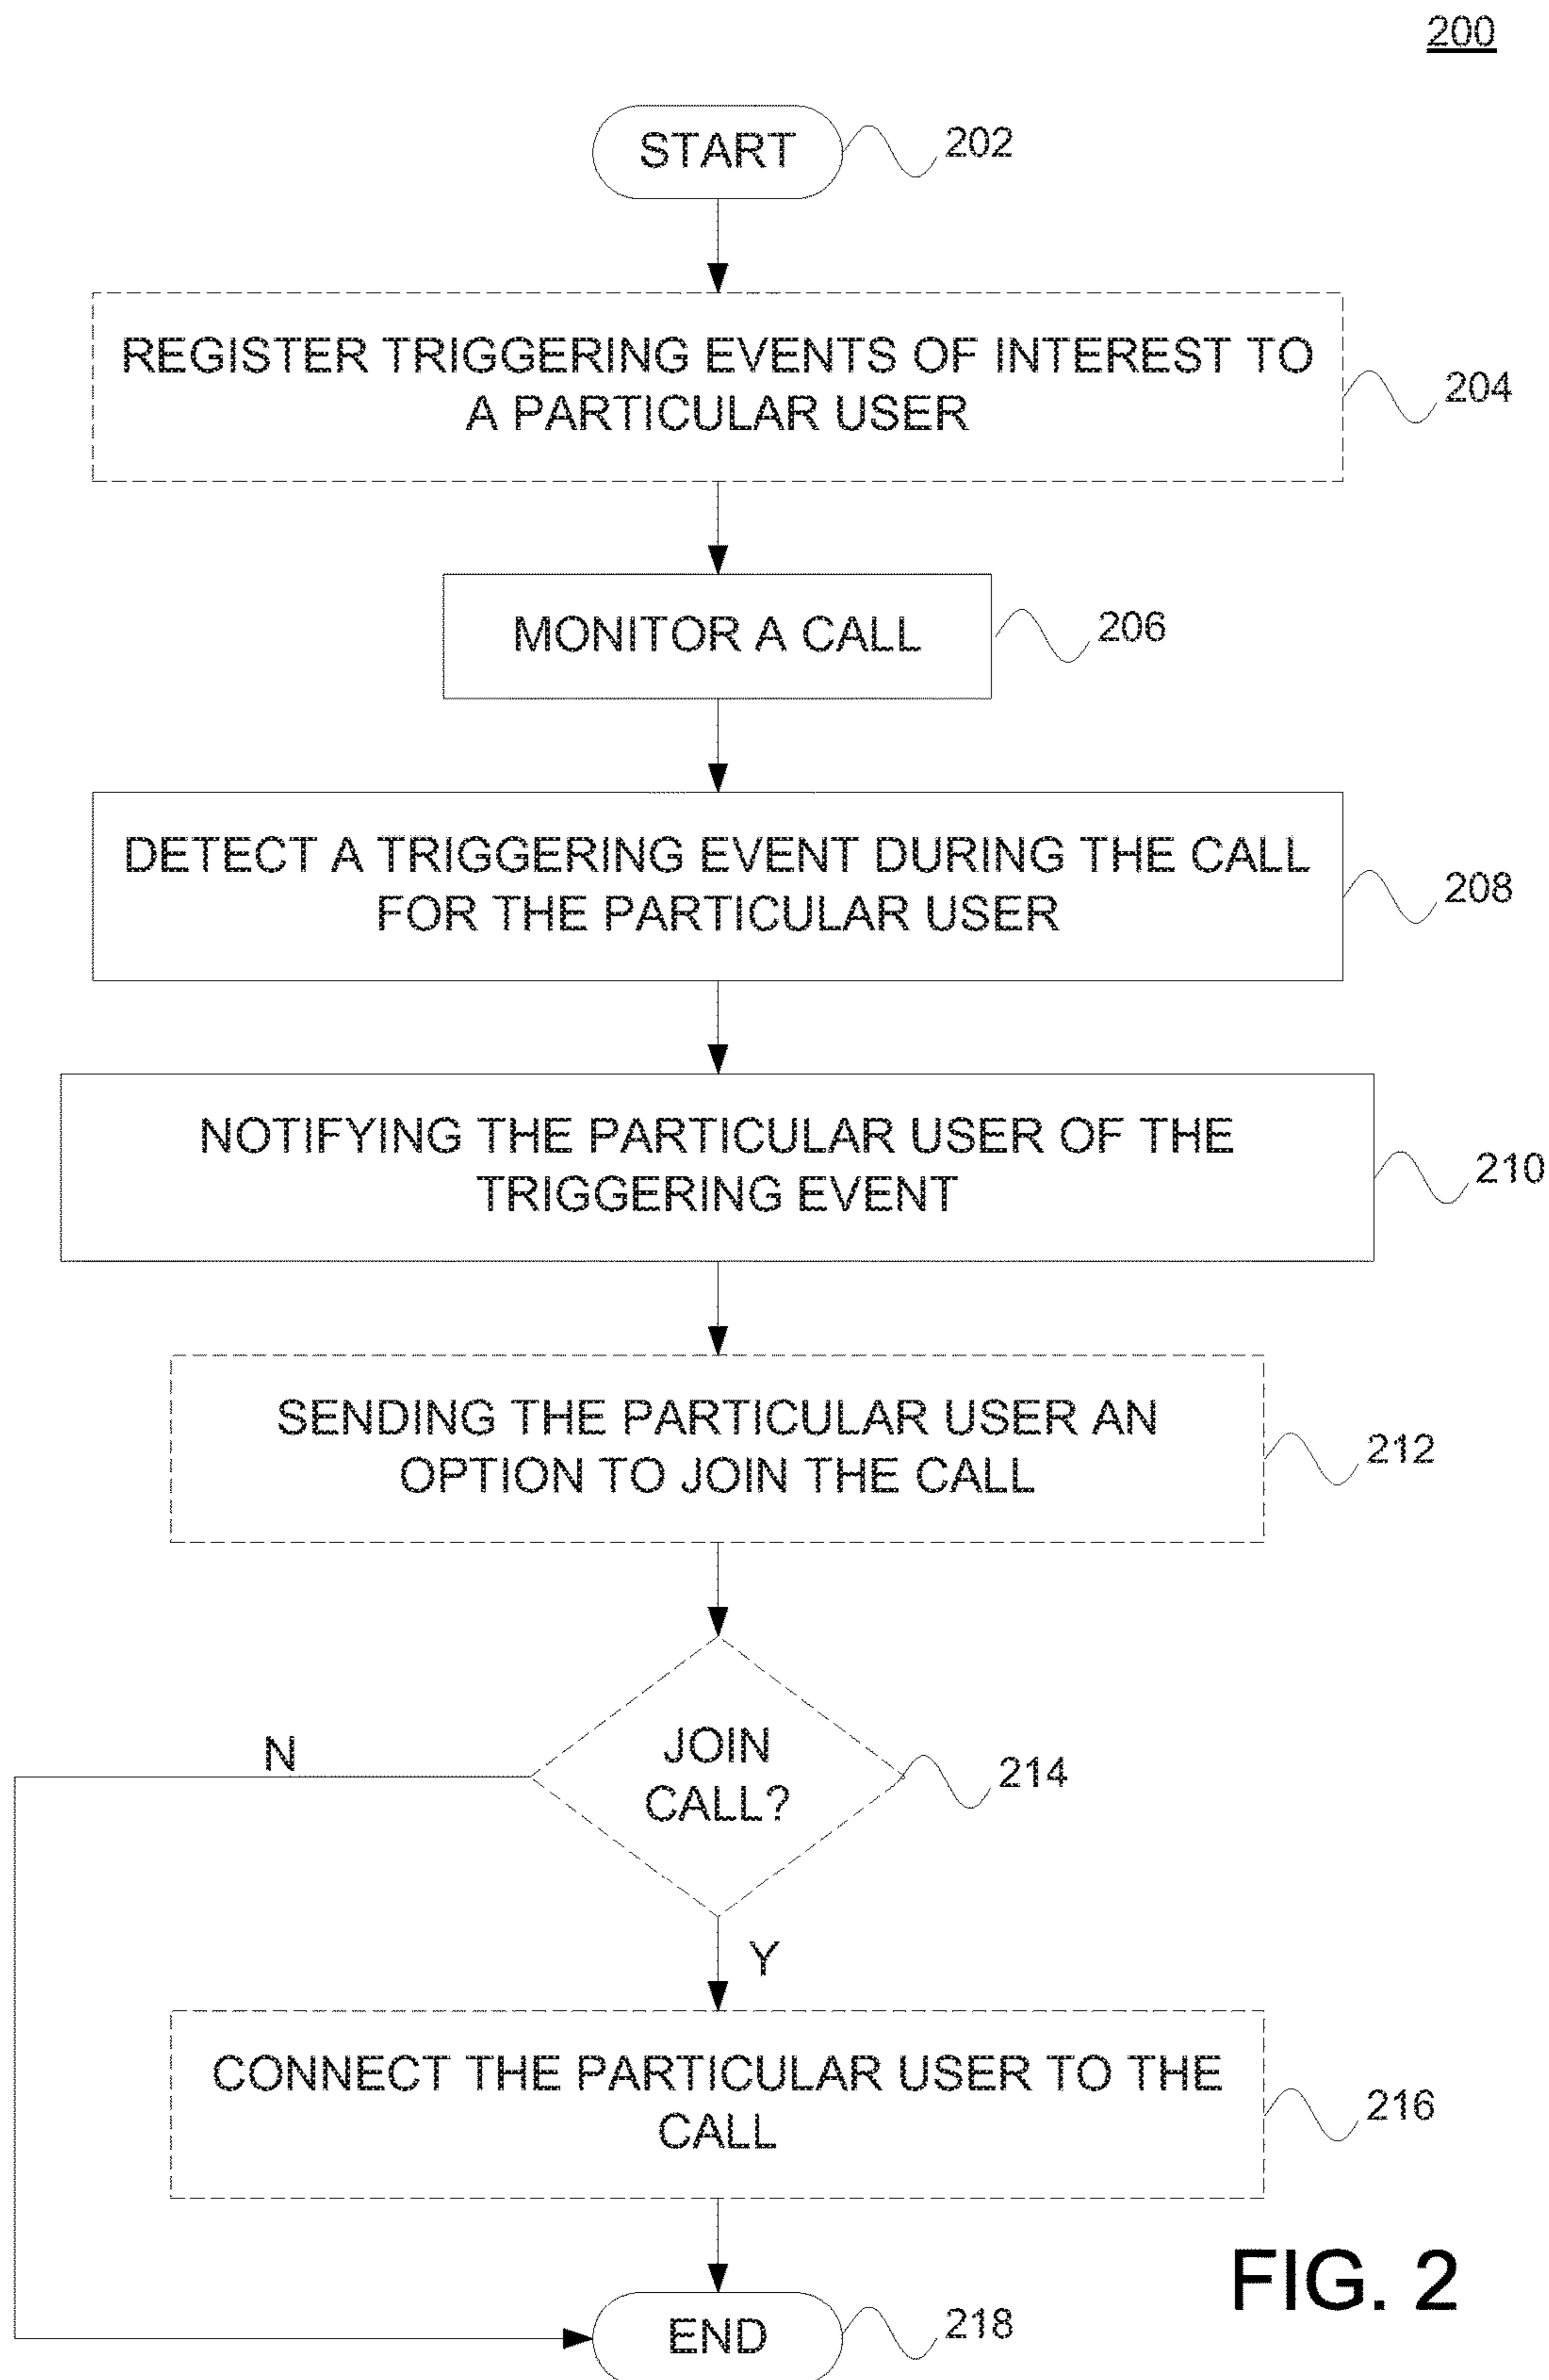 200
START
202
REGISTER TRIGGERING EVENTS OF INTEREST TO
A PARTICULAR USER
204
MONITOR A CALL
206
DETECT A TRIGGERING EVENT DURING THE CALL
FOR THE PARTICULAR USER
208
NOTIFYING THE PARTICULAR USER OF THE
TRIGGERING EVENT
210
SENDING THE PARTICULAR USER AN
OPTION TO JOIN THE CALL
212
N
JOIN
CALL?
214
Y
CONNECT THE PARTICULAR USER TO THE
CALL
216
FIG. 2
END
218